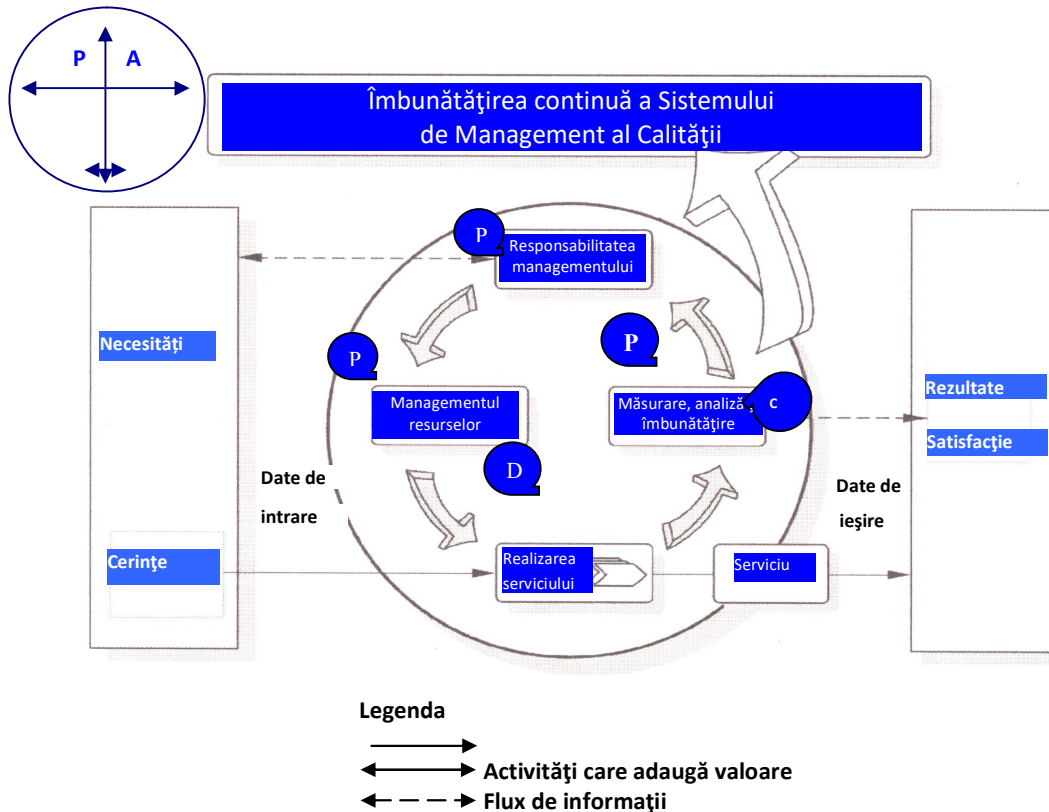 P A
Îmbunătăţirea continuă a Sistemului
de Management al Calităţii
P
Responsabilitatea
managementului
Necesități
P
P
Managementul
resurselor
Măsurare, analiză
îmbunătăţire
c
Rezultate
Satisfacţie
D
Date de
intrare
Date de
ieşire
Cerinţe
Realizarea
serviciului
Serviciu
Legenda
Activităţi care adaugă valoare
Flux de informaţii